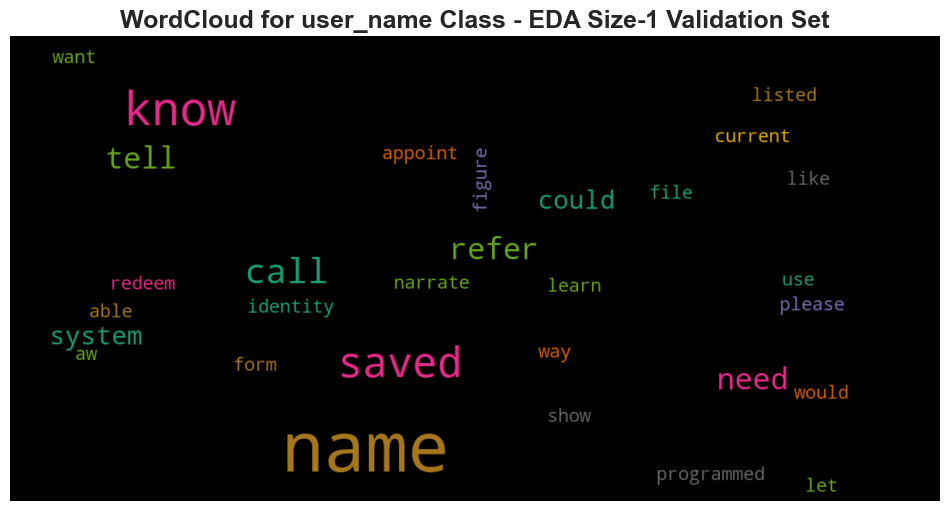 WordCloud for user_name Class - EDA Size-1 Validation Set
want
know
listed
current
tell
appoint
figure
like
could
file
refer
call
redeem
narrate
learn
use
able
identity
please
system
aw
form
saved
way
need
would
show
name
programmed
let